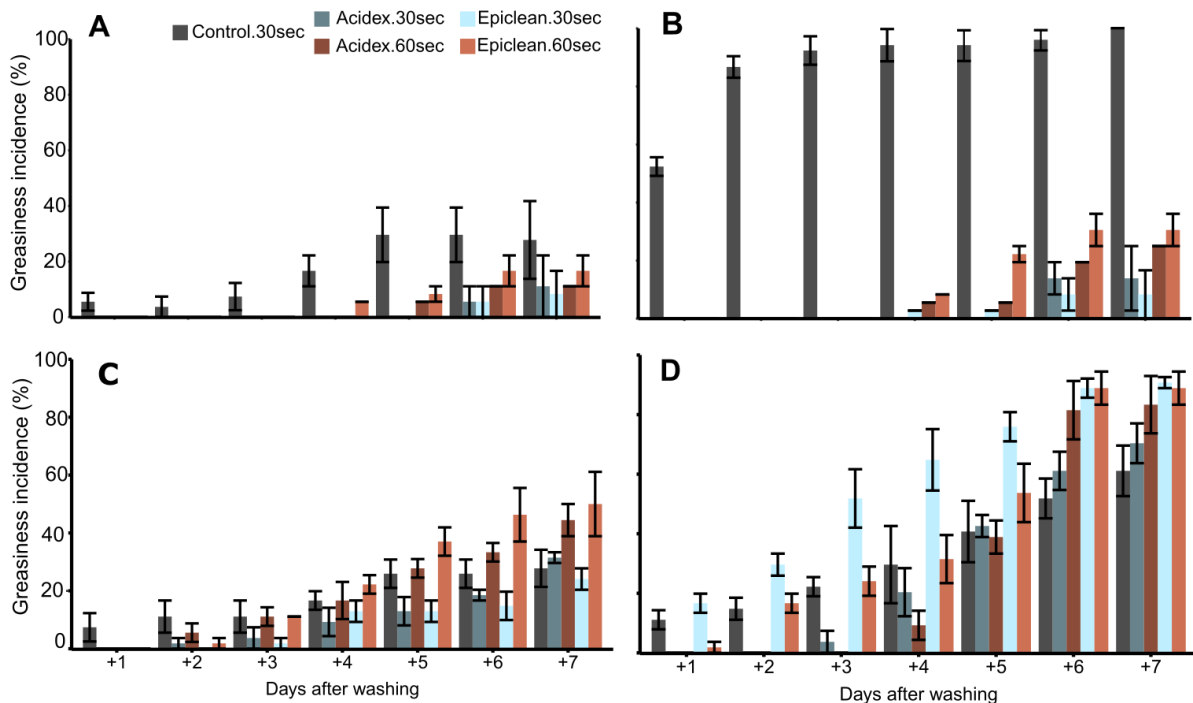 A
B
Control.30sec
Acidex.30sec
Epiclean.30sec
Acidex.60sec
Epiclean.60sec
Greasiness incidence (%)
100
80
60
40
20
0
C
D
Greasiness incidence (%)
100
80
60
40
20
0
+1 +2 +3 +4 +5 +6 +7
+1 +2 +3 +4 +5 +6 +7
Days after washing
Days after washing